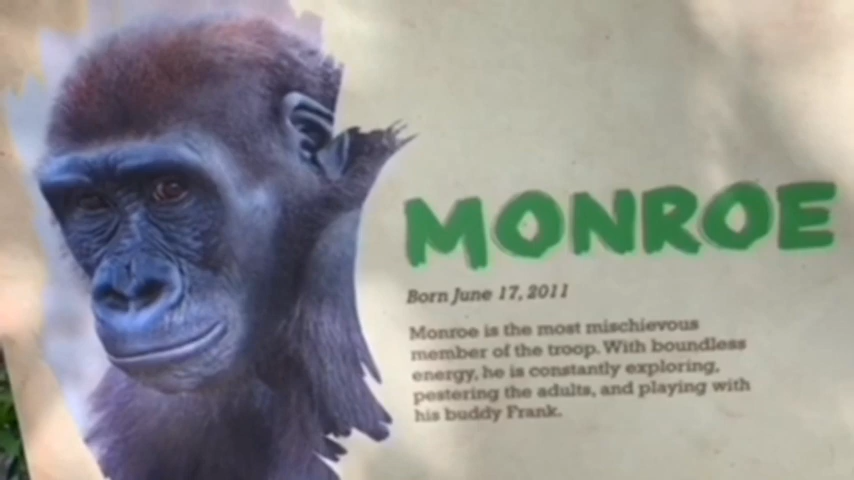 MONROE
Born June 17, 2011
Monroe is the most mischievous
member of the troop. With boundless
energy, he is constantly exploring,
pestering the adults, and playing with
his buddy Frank.